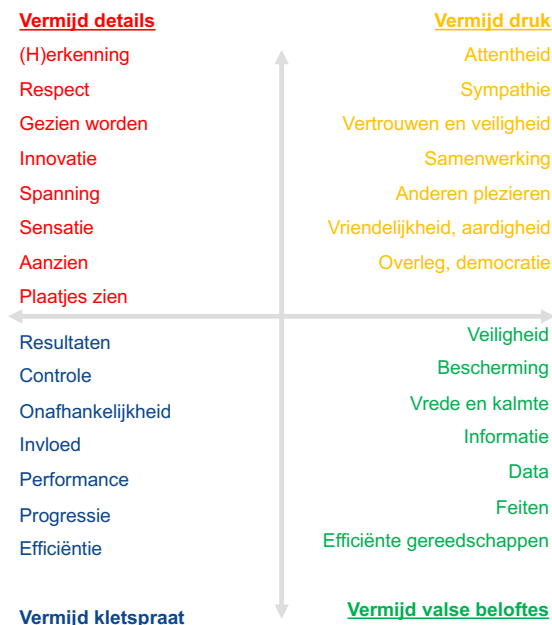 Vermijd details
(H)erkenning
Respect
Gezien worden
Innovatie
Spanning
Sensatie
Aanzien
Plaatjes zien
Vermijd druk
Attentheid
Sympathie
Vertrouwen en veiligheid
Samenwerking
Anderen plezieren
Vriendelijkheid, aardigheid
Overleg, democratie
Resultaten
Controle
Onafhankelijkheid
Invloed
Performance
Progressie
Efficiëntie
Vermijd kletspraat
Veiligheid
Bescherming
Vrede en kalmte
Informatie
Data
Feiten
Efficiënte gereedschappen
Vermijd valse beloftes